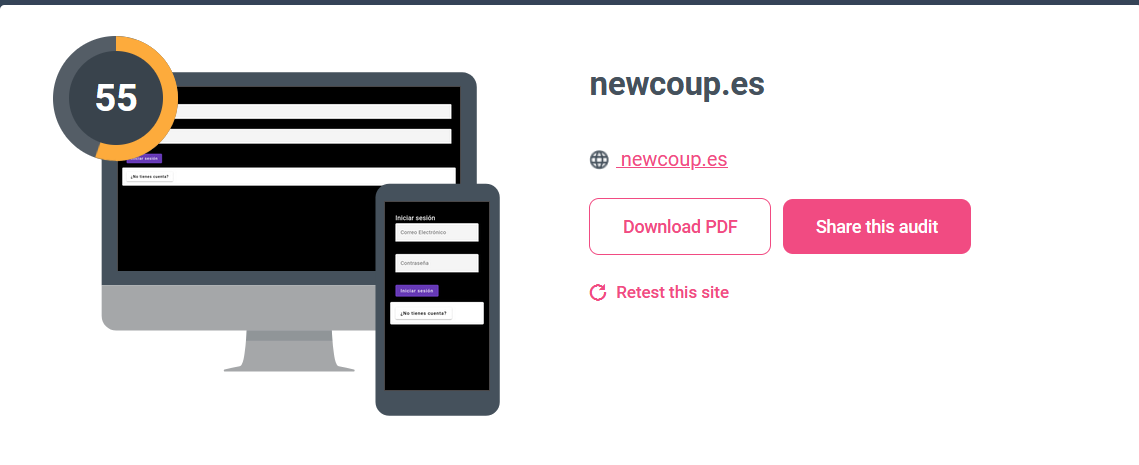 55
Iniciar sesión
¿No tienes cuenta?
Iniciar sesión
Correo Electrónico
Contraseña
Iniciar sesión
¿No tienes cuenta?
newcoup.es
newcoup.es
Download PDF
Share this audit
Retest this site